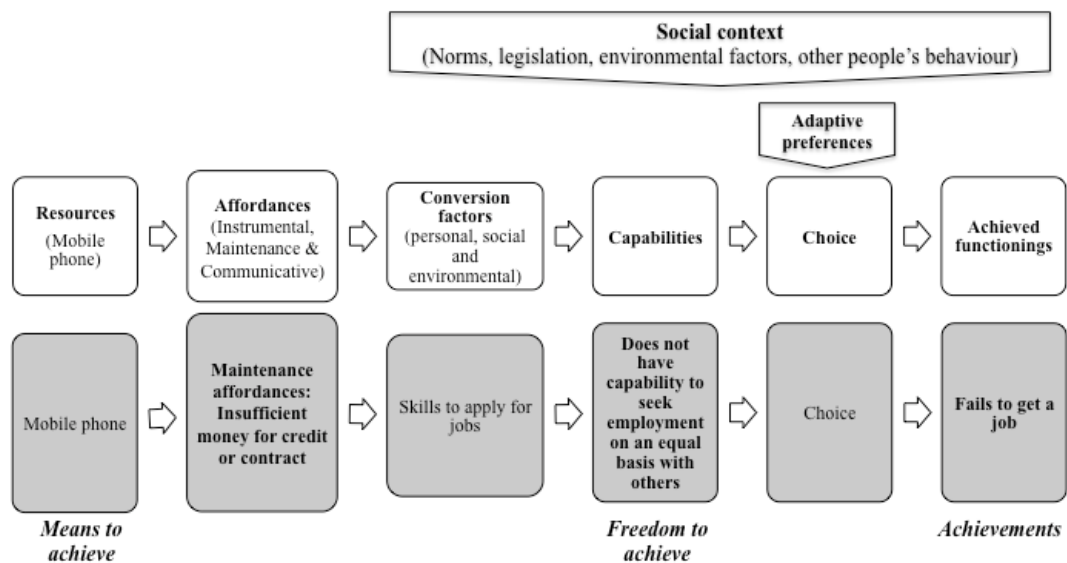 Social context
(Norms, legislation, environmental factors, other people's behaviour)
Adaptive
preferences
Resources
(Mobile
phone)
Affordances
(Instrumental,
Maintenance &
Communicative)
Conversion
factors
(personal, social
and
environmental)
Capabilities
Choice
Achieved
functionings
Mobile phone
Maintenance
affordances:
Insufficient
money for credit
or contract
Skills to apply for
jobs
Does not
have
capability to
seek
employment
on an equal
basis with
others
Choice
Fails to get a
job
Means to
achieve
Freedom to
achieve
Achievements